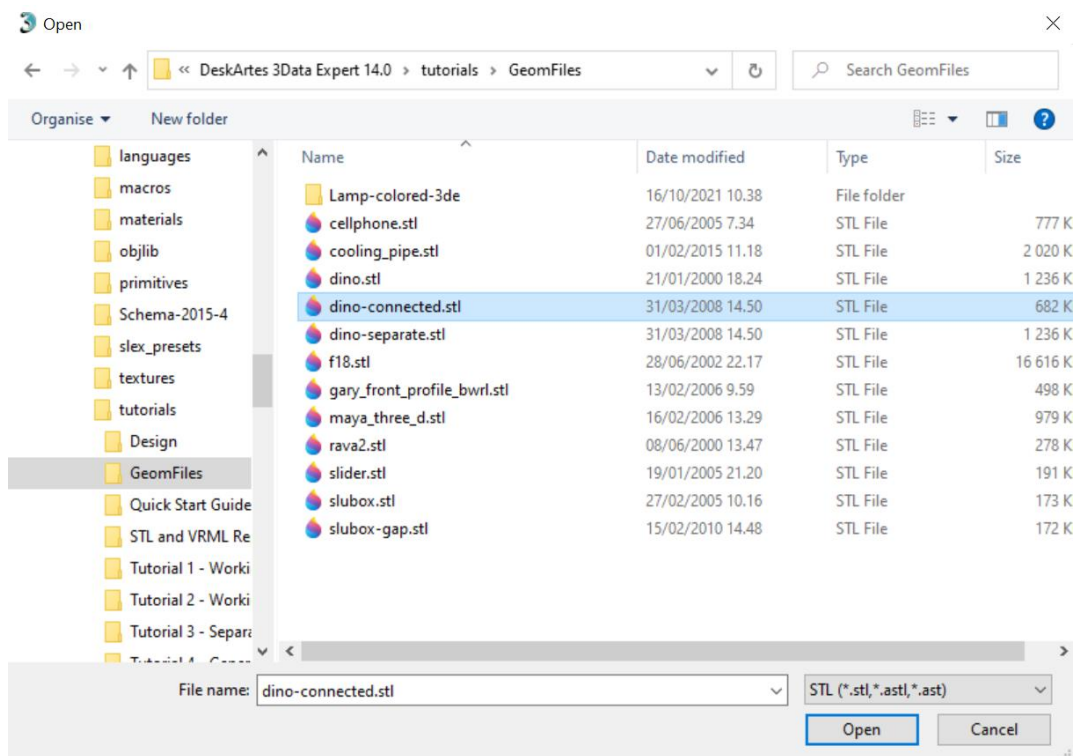 Open
« DeskArtes 3Data Expert 14.0 › tutorials › GeomFiles
Search GeomFiles
Organise
New folder
languages
macros
materials
objlib
primitives
Schema-2015-4
slex_presets
textures
tutorials
Design
GeomFiles
Quick Start Guide
STL and VRML Re
Tutorial 1 - Worki
Tutorial 2 - Worki
Tutorial 3 - Separa
Name Date modified Type Size
Lamp-colored-3de 16/10/2021 10.38 File folder
cellphone.stl 27/06/2005 7.34 STL File 777 K
cooling_pipe.stl 01/02/2015 11.18 STL File 2 020 K
dino.stl 21/01/2000 18.24 STL File 1 236 K
dino-connected.stl 31/03/2008 14.50 STL File 682 K
dino-separate.stl 31/03/2008 14.50 STL File 1 236 K
f18.stl 28/06/2002 22.17 STL File 16 616 K
gary_front_profile_bwrl.stl 13/02/2006 9.59 STL File 498 K
maya_three_d.stl 16/02/2006 13.29 STL File 979 K
rava2.stl 08/06/2000 13.47 STL File 278 K
slider.stl 19/01/2005 21.20 STL File 191 K
slubox.stl 27/02/2005 10.16 STL File 173 K
slubox-gap.stl 15/02/2010 14.48 STL File 172 K
File name: dino-connected.stl
STL (*.stl,*.astl,*.ast)
Open
Cancel